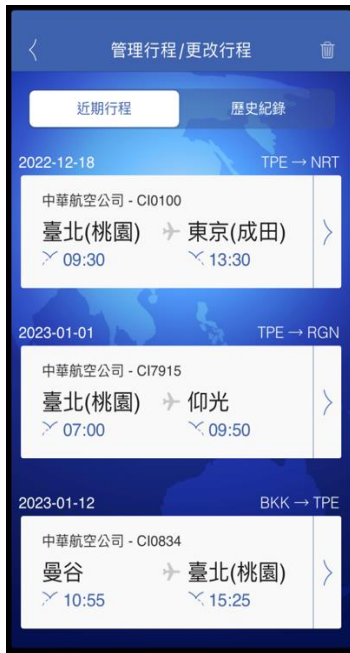 管理行程/更改行程
近期行程 歷史紀錄
2022-12-18 TPE → NRT
中華航空公司 - CI0100
臺北(桃園) 東京(成田)
09:30 13:30
2023-01-01 TPE → RGN
中華航空公司 - CI7915
臺北(桃園) 仰光
07:00 09:50
2023-01-12 BKK → TPE
中華航空公司 - CI0834
曼谷 臺北(桃園)
10:55 15:25